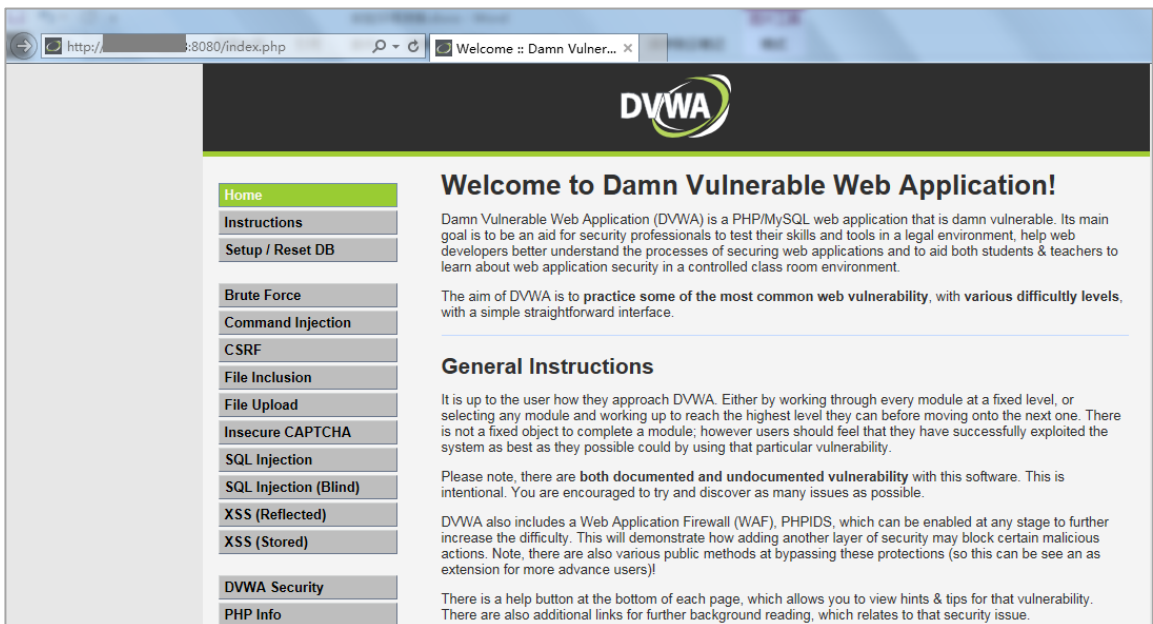 http:// :8080/index.php
Welcome :: Damn Vulner...
DVWA
Home
Instructions
Setup / Reset DB
Brute Force
Command Injection
CSRF
File Inclusion
File Upload
Insecure CAPTCHA
SQL Injection
SQL Injection (Blind)
XSS (Reflected)
XSS (Stored)
DVWA Security
PHP Info
Welcome to Damn Vulnerable Web Application!
Damn Vulnerable Web Application (DVWA) is a PHP/MySQL web application that is damn vulnerable. Its main
goal is to be an aid for security professionals to test their skills and tools in a legal environment, help web
developers better understand the processes of securing web applications and to aid both students & teachers to
learn about web application security in a controlled class room environment.
The aim of DVWA is to practice some of the most common web vulnerability, with various difficultly levels,
with a simple straightforward interface.
General Instructions
It is up to the user how they approach DVWA. Either by working through every module at a fixed level, or
selecting any module and working up to reach the highest level they can before moving onto the next one. There
is not a fixed object to complete a module; however users should feel that they have successfully exploited the
system as best as they possible could by using that particular vulnerability.
Please note, there are both documented and undocumented vulnerability with this software. This is
intentional. You are encouraged to try and discover as many issues as possible.
DVWA also includes a Web Application Firewall (WAF), PHPIDS, which can be enabled at any stage to further
increase the difficulty. This will demonstrate how adding another layer of security may block certain malicious
actions. Note, there are also various public methods at bypassing these protections (so this can be see an as
extension for more advance users)!
There is a help button at the bottom of each page, which allows you to view hints & tips for that vulnerability.
There are also additional links for further background reading, which relates to that security issue.